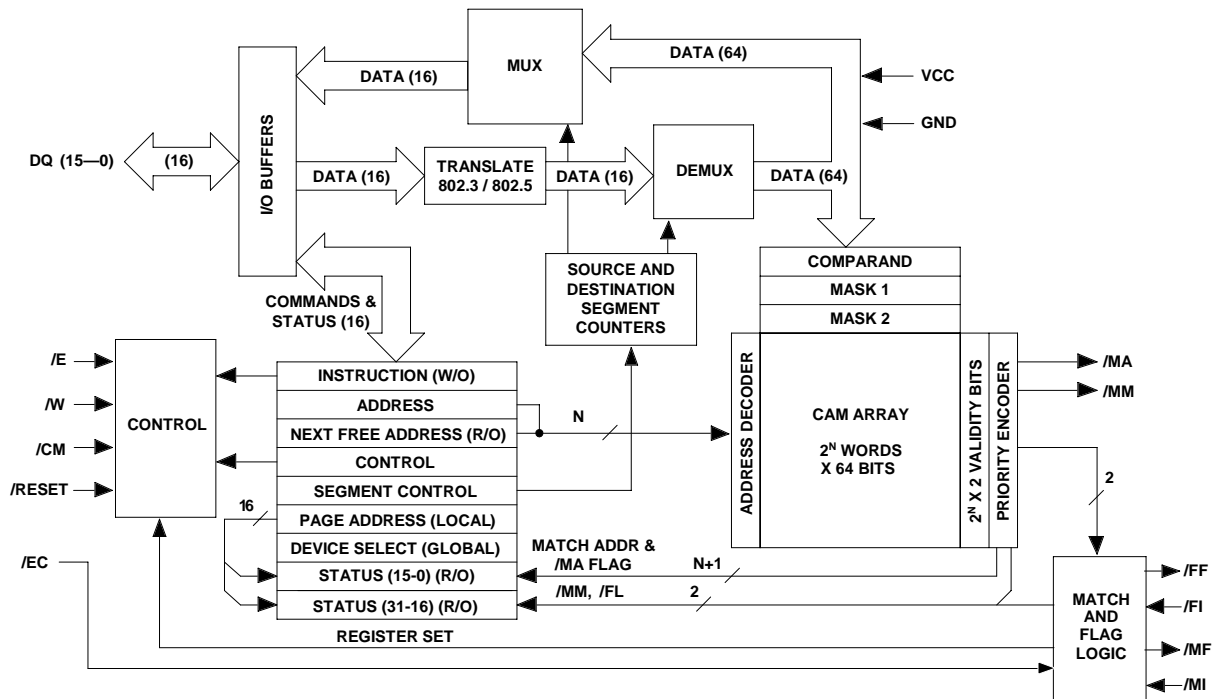 MUX
DATA (64)
DATA (16)
VCC
GND
DQ (15—0)
(16)
I/O BUFFERS
DATA (16)
TRANSLATE
802.3 / 802.5
DATA (16)
DEMUX
DATA (64)
COMMANDS &
STATUS (16)
SOURCE AND
DESTINATION
SEGMENT
COUNTERS
COMPARAND
MASK 1
MASK 2
/E
/W
/CM
/RESET
/EC
CONTROL
INSTRUCTION (W/O)
ADDRESS
NEXT FREE ADDRESS (R/O)
CONTROL
SEGMENT CONTROL
PAGE ADDRESS (LOCAL)
DEVICE SELECT (GLOBAL)
STATUS (15-0) (R/O)
STATUS (31-16) (R/O)
REGISTER SET
16
N
ADDRESS DECODER
CAM ARRAY
2^N WORDS
X 64 BITS
2^N X 2 VALIDITY BITS
PRIORITY ENCODER
/MA
/MM
2
MATCH ADDR &
/MA FLAG
N+1
/MM, /FL
2
MATCH
AND
FLAG
LOGIC
/FF
/FI
/MF
/MI